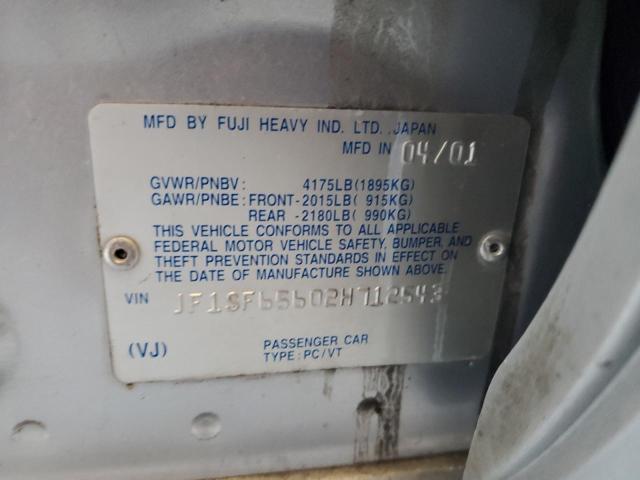 MFD BY FUJI HEAVY IND. LTD.,JAPAN
MFD IN 04/01
GVWR/PNBV: 4175LB(1895KG)
GAWR/PNBE: FRONT-2015LB( 915KG)
REAR -2180LB( 990KG)
THIS VEHICLE CONFORMS TO ALL APPLICABLE
FEDERAL MOTOR VEHICLE SAFETY, BUMPER, AND
THEFT PREVENTION STANDARDS IN EFFECT ON
THE DATE OF MANUFACTURE SHOWN ABOVE.
VIN JF1SF65602H712543
(VJ) PASSENGER CAR
TYPE:PC/VT